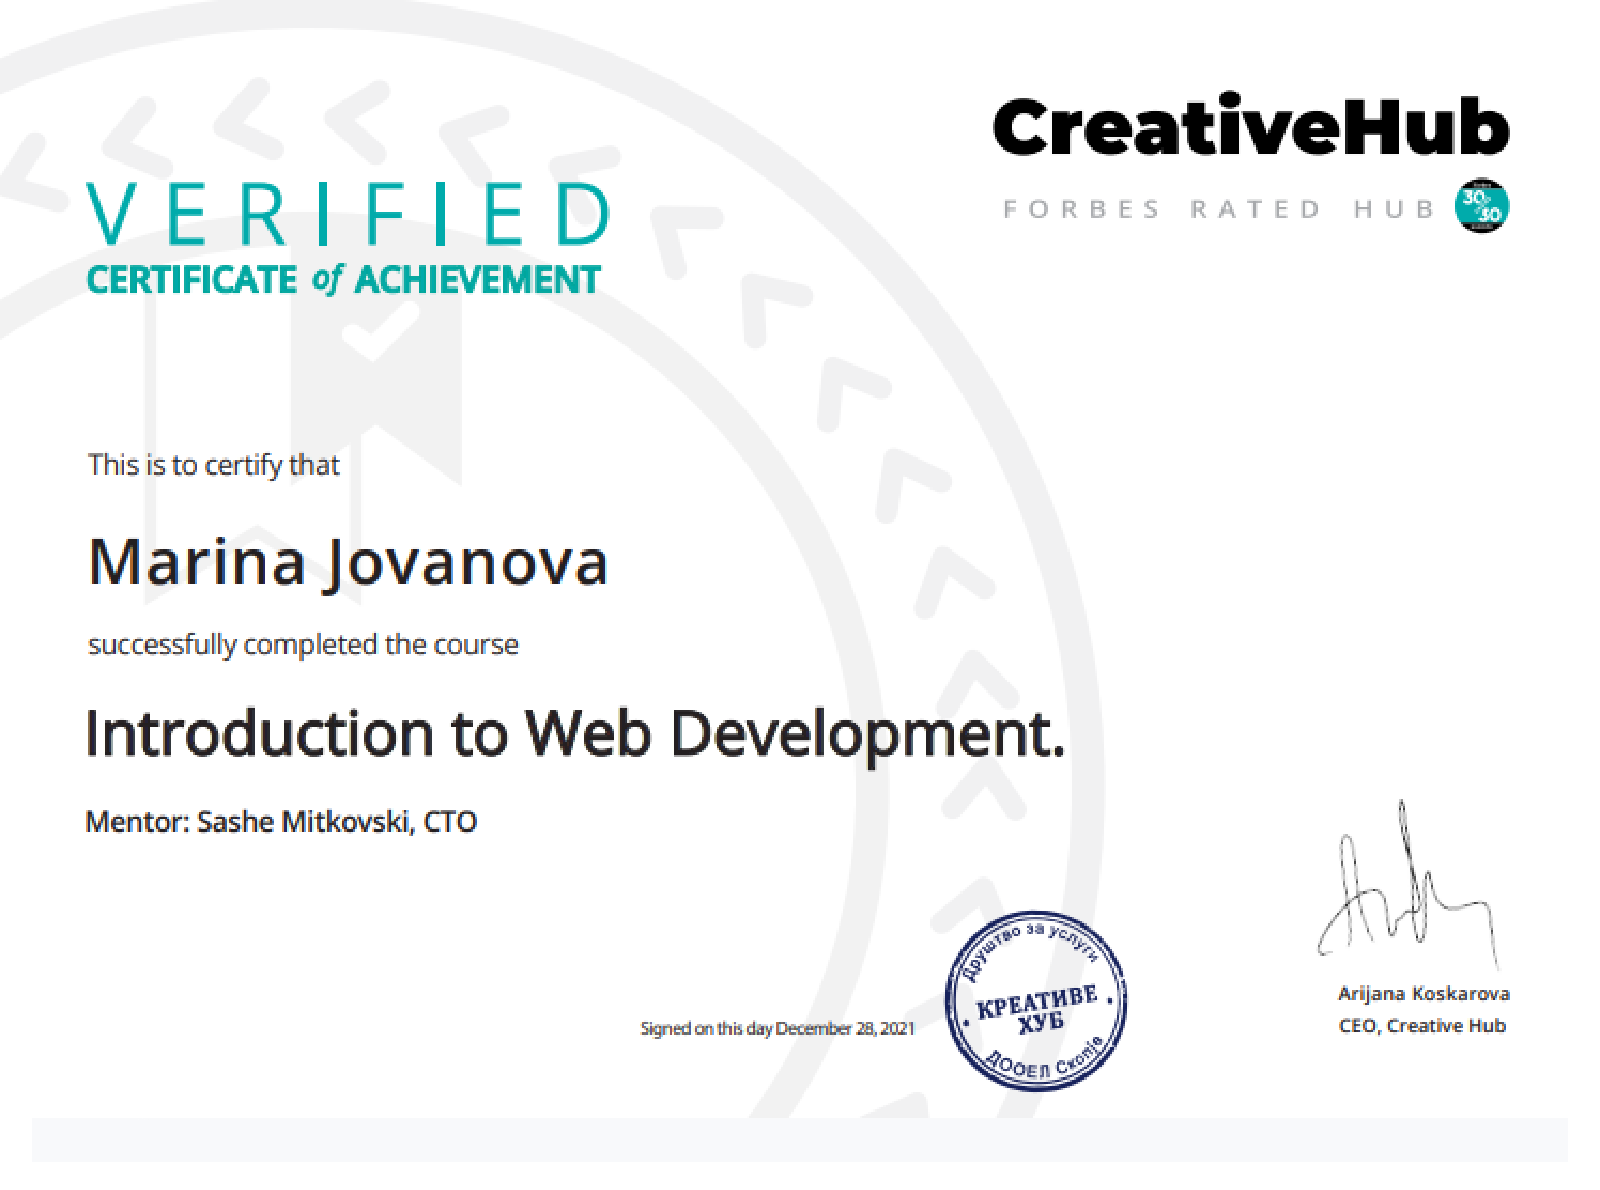 VERIFIED
CERTIFICATE of ACHIEVEMENT
CreativeHub
FORBES RATED HUB
30
30
This is to certify that
Marina Jovanova
successfully completed the course
Introduction to Web Development.
Mentor: Sashe Mitkovski, CTO
Signed on this day December 28, 2021
Друштво за услуги
КРЕАТИВЕ
ХУБ
ДООЕЛ Скопје
Arijana Koskarova
CEO, Creative Hub